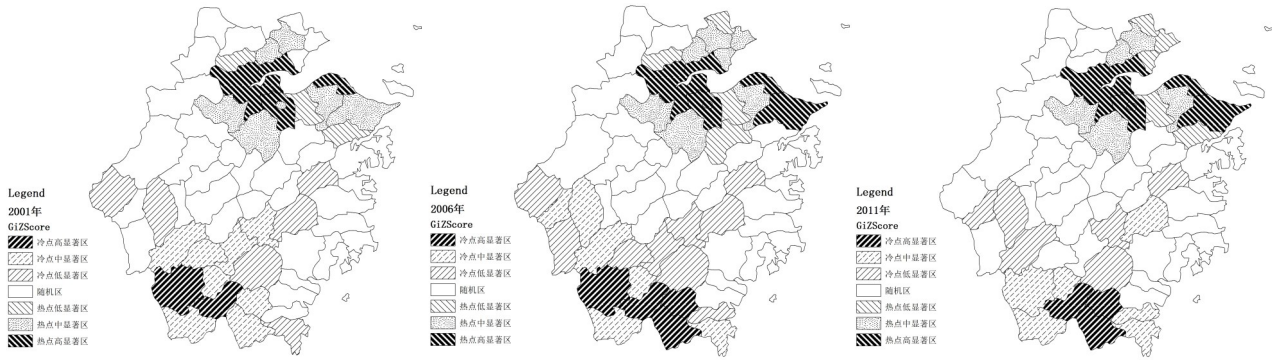 Legend
2001年
GiZScore
冷点高显著区
冷点中显著区
冷点低显著区
随机区
热点低显著区
热点中显著区
热点高显著区
Legend
2006年
GiZScore
冷点高显著区
冷点中显著区
冷点低显著区
随机区
热点低显著区
热点中显著区
热点高显著区
Legend
2011年
GiZScore
冷点高显著区
冷点中显著区
冷点低显著区
随机区
热点低显著区
热点中显著区
热点高显著区